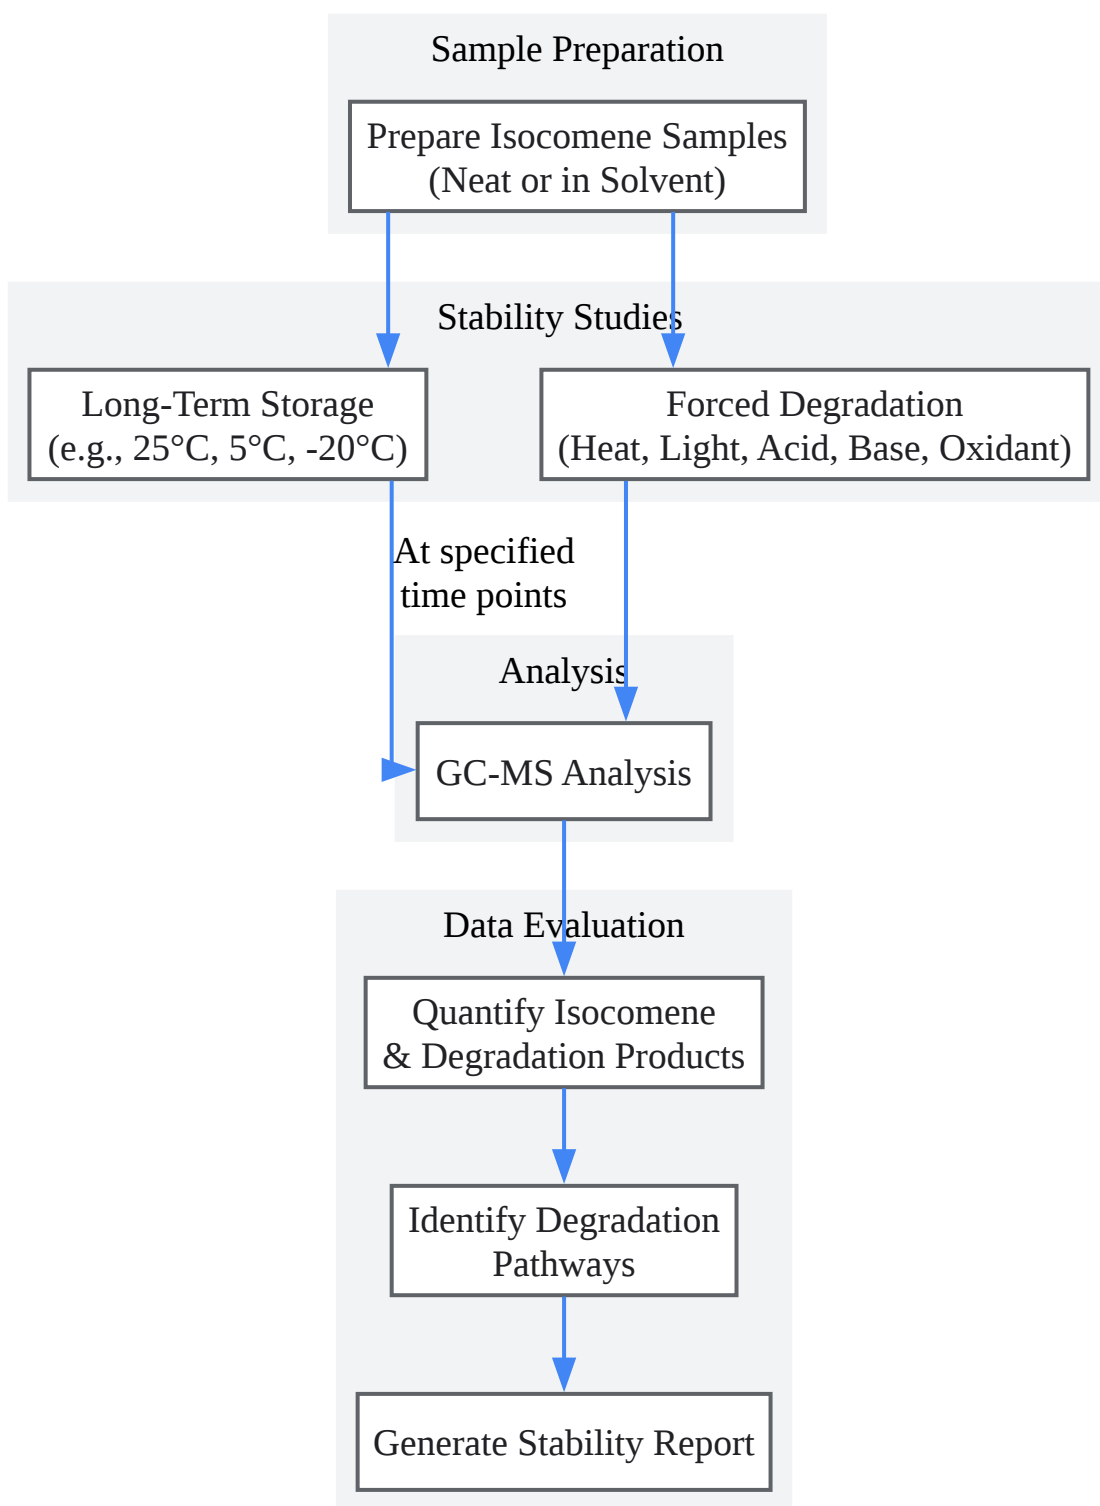 Sample Preparation
Prepare Isocomene Samples
(Neat or in Solvent)
Stability Studies
Long-Term Storage
(e.g., 25°C, 5°C, -20°C)
Forced Degradation
(Heat, Light, Acid, Base, Oxidant)
At specified
time points
Analysis
GC-MS Analysis
Data Evaluation
Quantify Isocomene
& Degradation Products
Identify Degradation
Pathways
Generate Stability Report